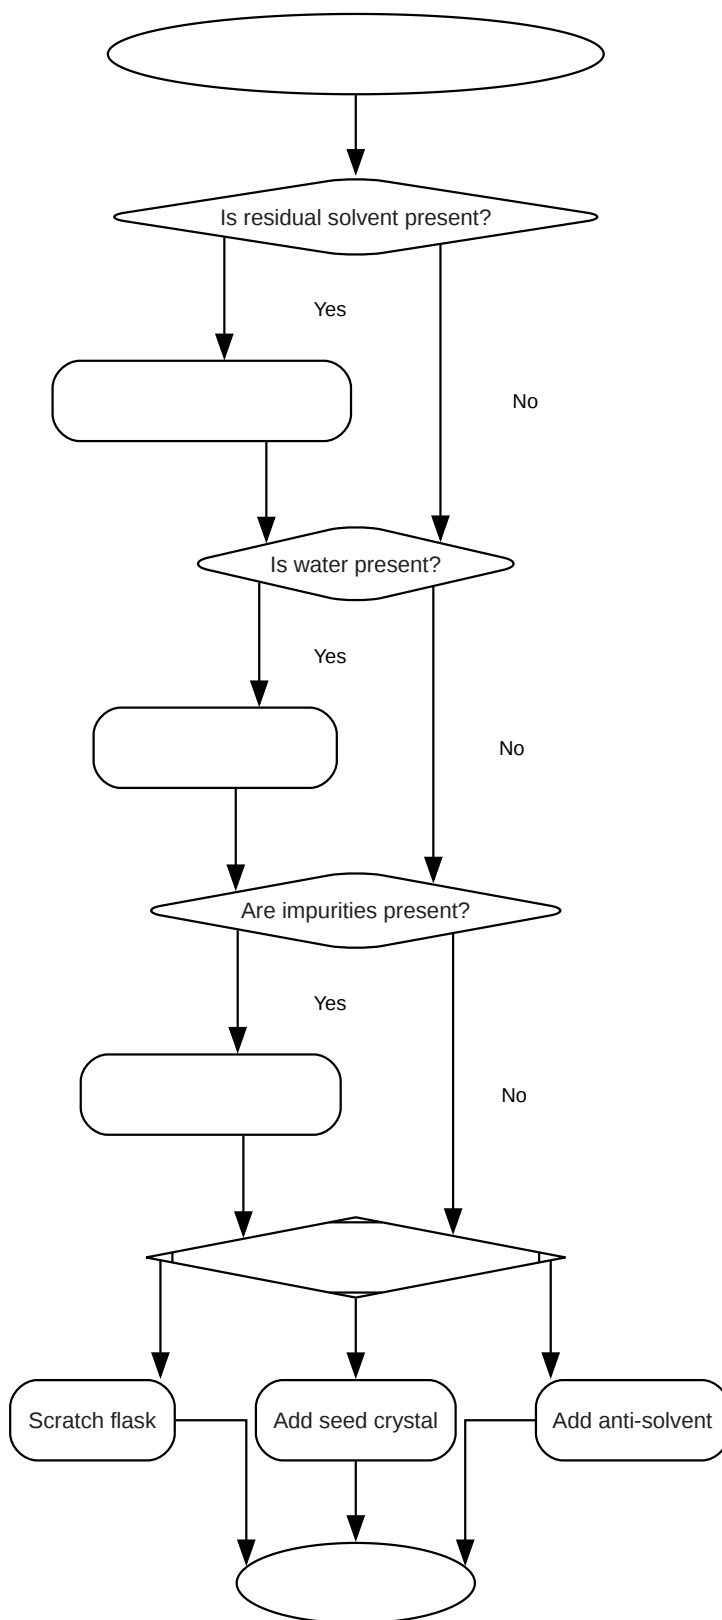 Is residual solvent present?
Yes
No
Is water present?
Yes
No
Are impurities present?
Yes
No
Scratch flask
Add seed crystal
Add anti-solvent